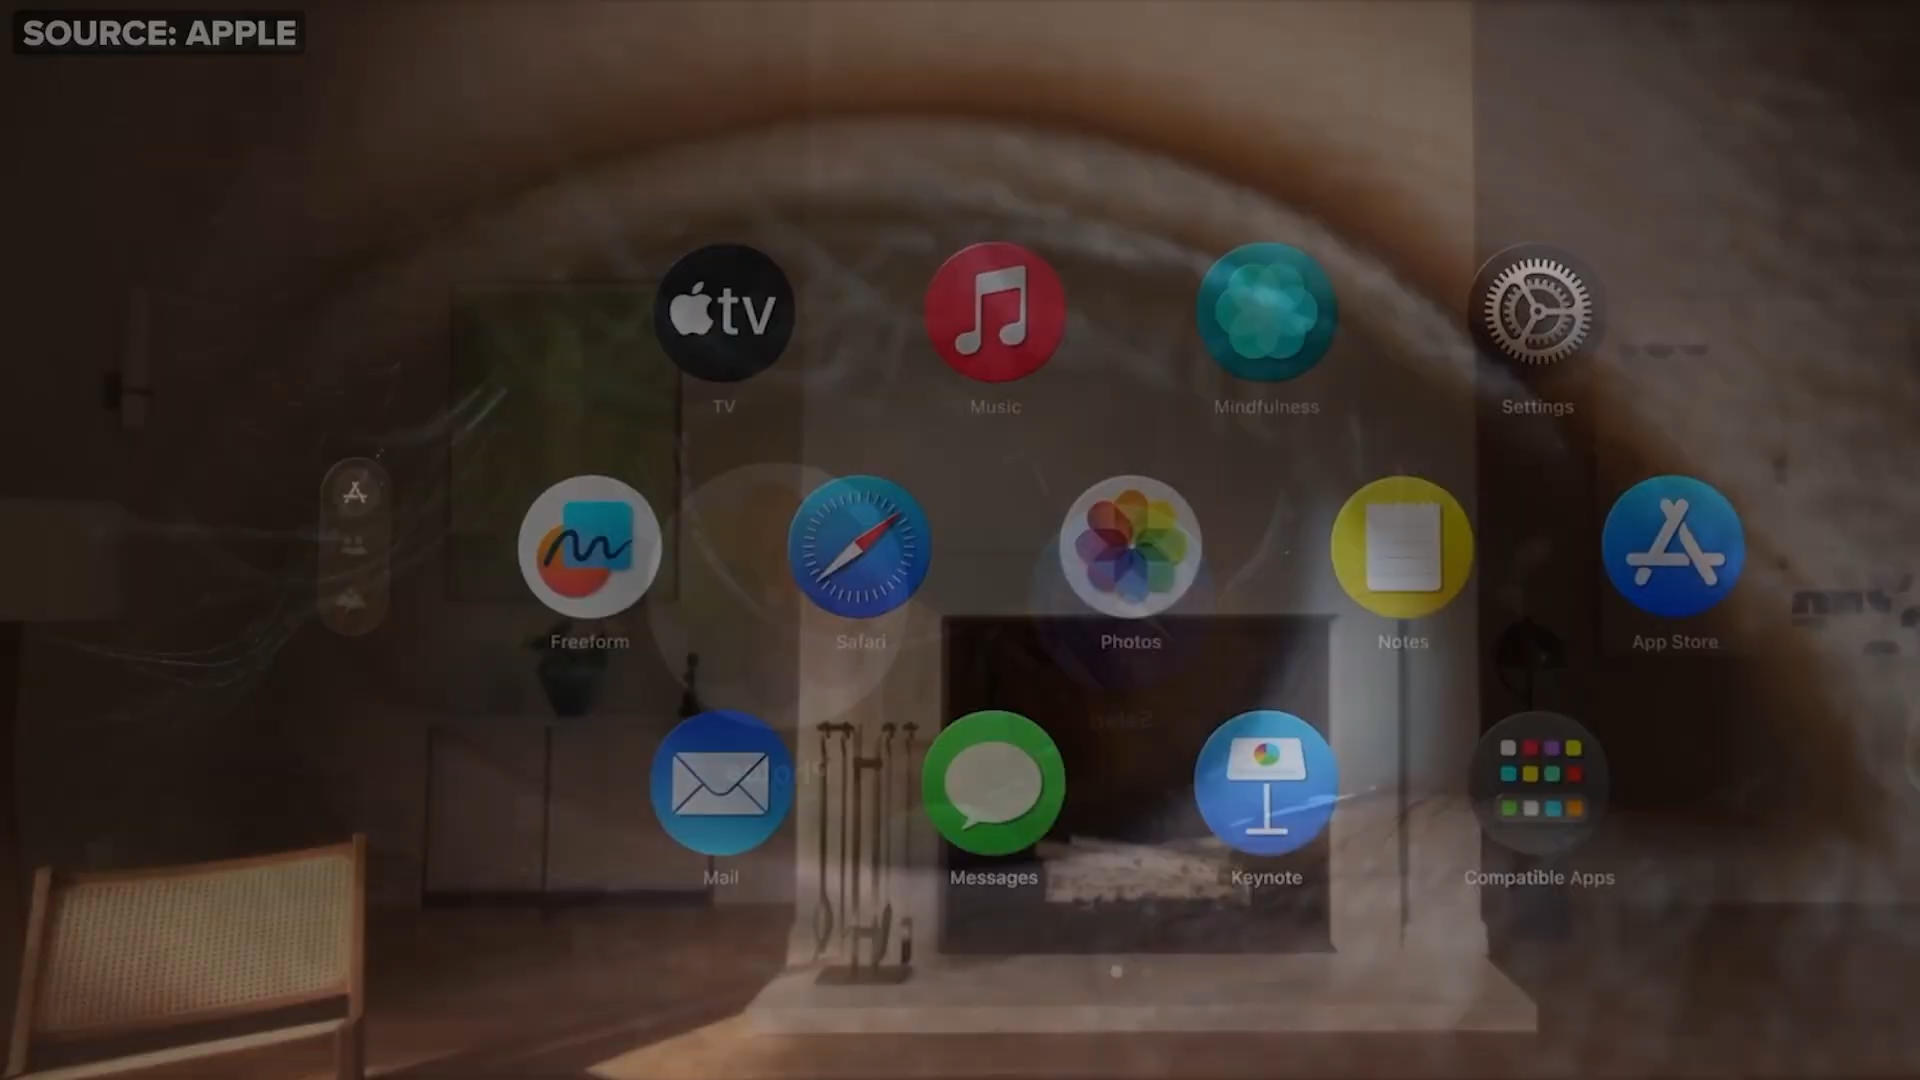 SOURCE: APPLE
tv
TV
Music
Mindfulness
Settings
Freeform
Safari
Photos
Notes
App Store
Mail
Messages
Keynote
Compatible Apps